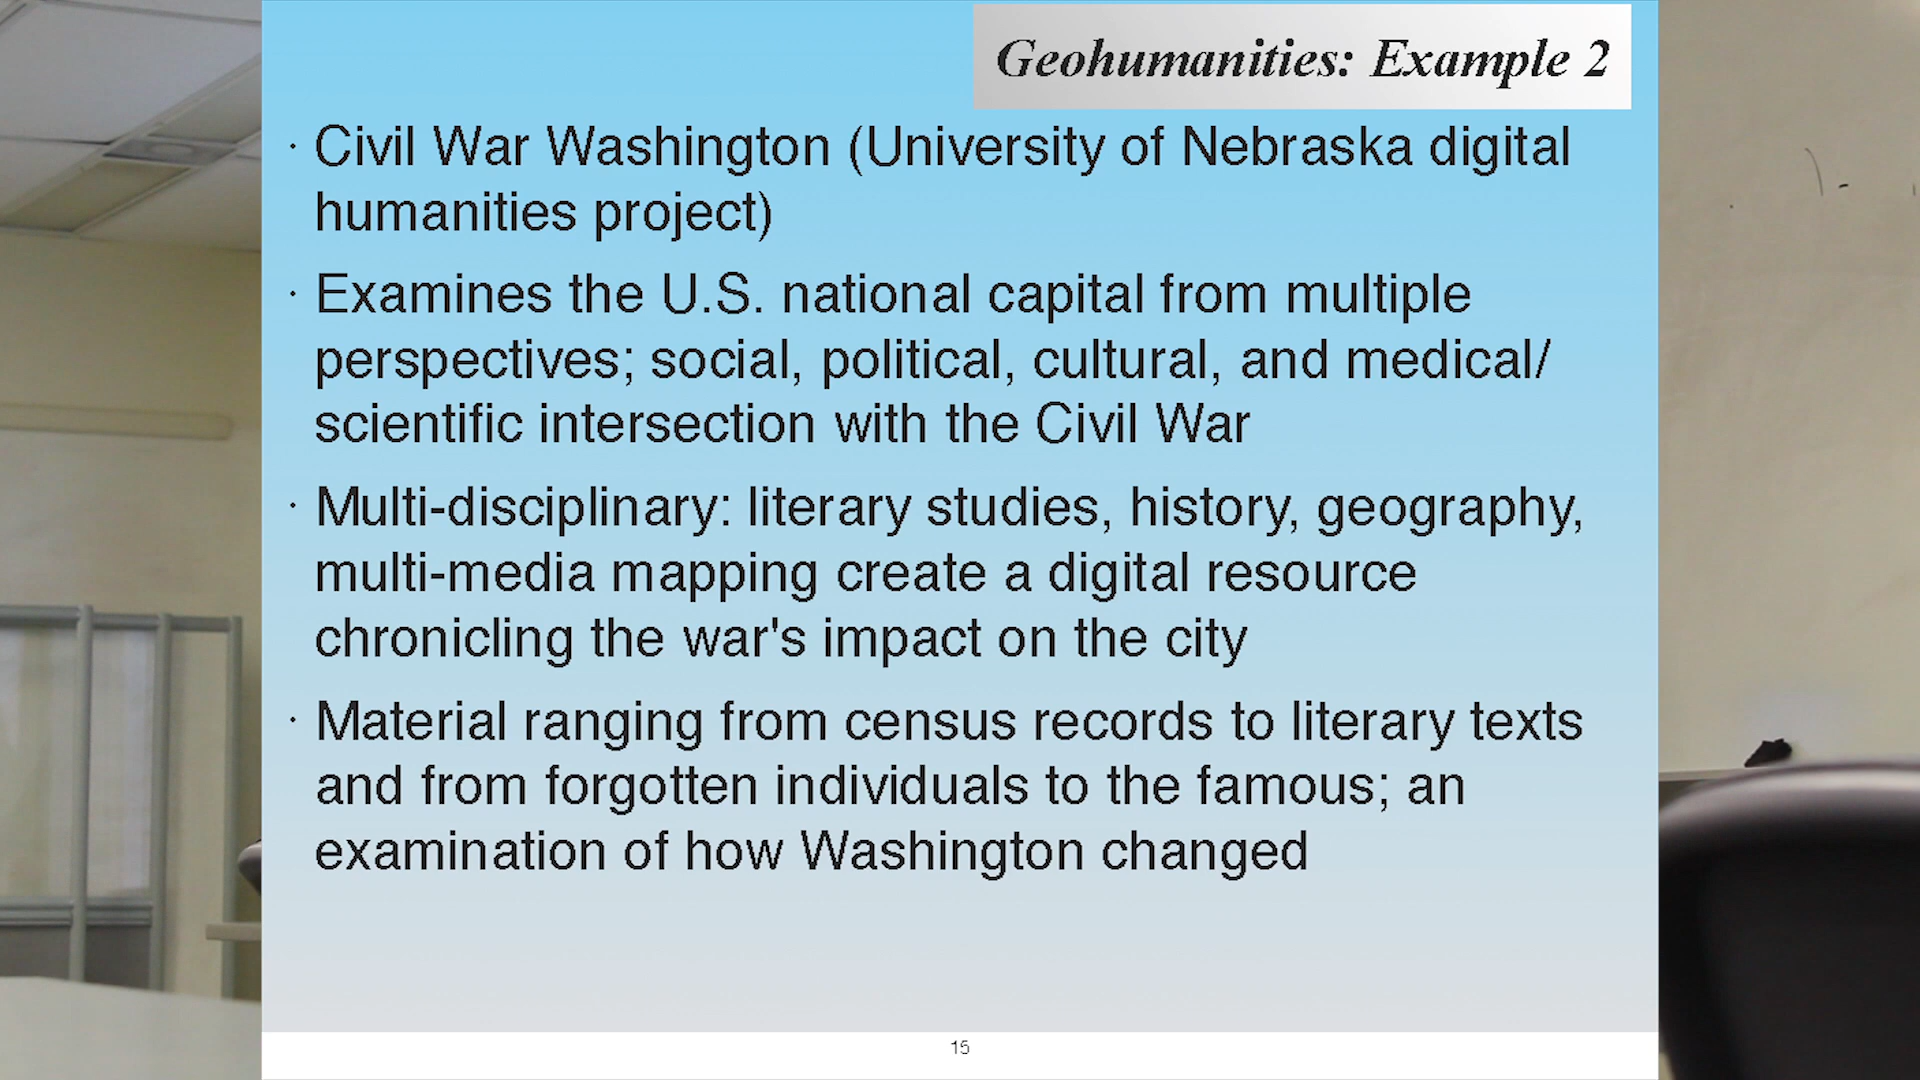 Geohumanities: Example 2
· Civil War Washington (University of Nebraska digital
humanities project)
· Examines the U.S. national capital from multiple
perspectives; social, political, cultural, and medical/
scientific intersection with the Civil War
· Multi-disciplinary: literary studies, history, geography,
multi-media mapping create a digital resource
chronicling the war's impact on the city
· Material ranging from census records to literary texts
and from forgotten individuals to the famous; an
examination of how Washington changed
15